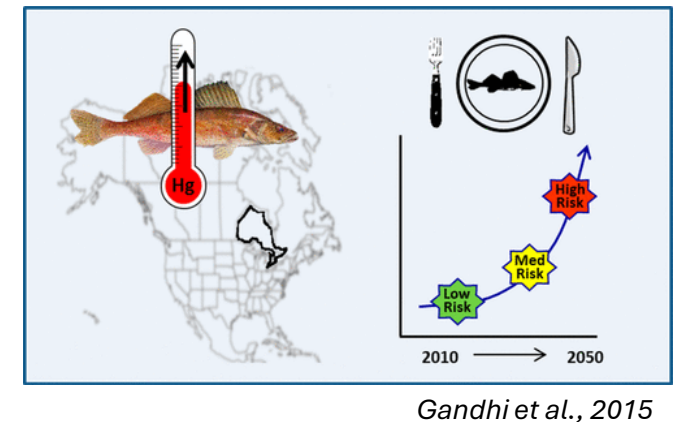 Hg
High
Risk
Med
Risk
Low
Risk
2010
2050
Gandhi et al., 2015